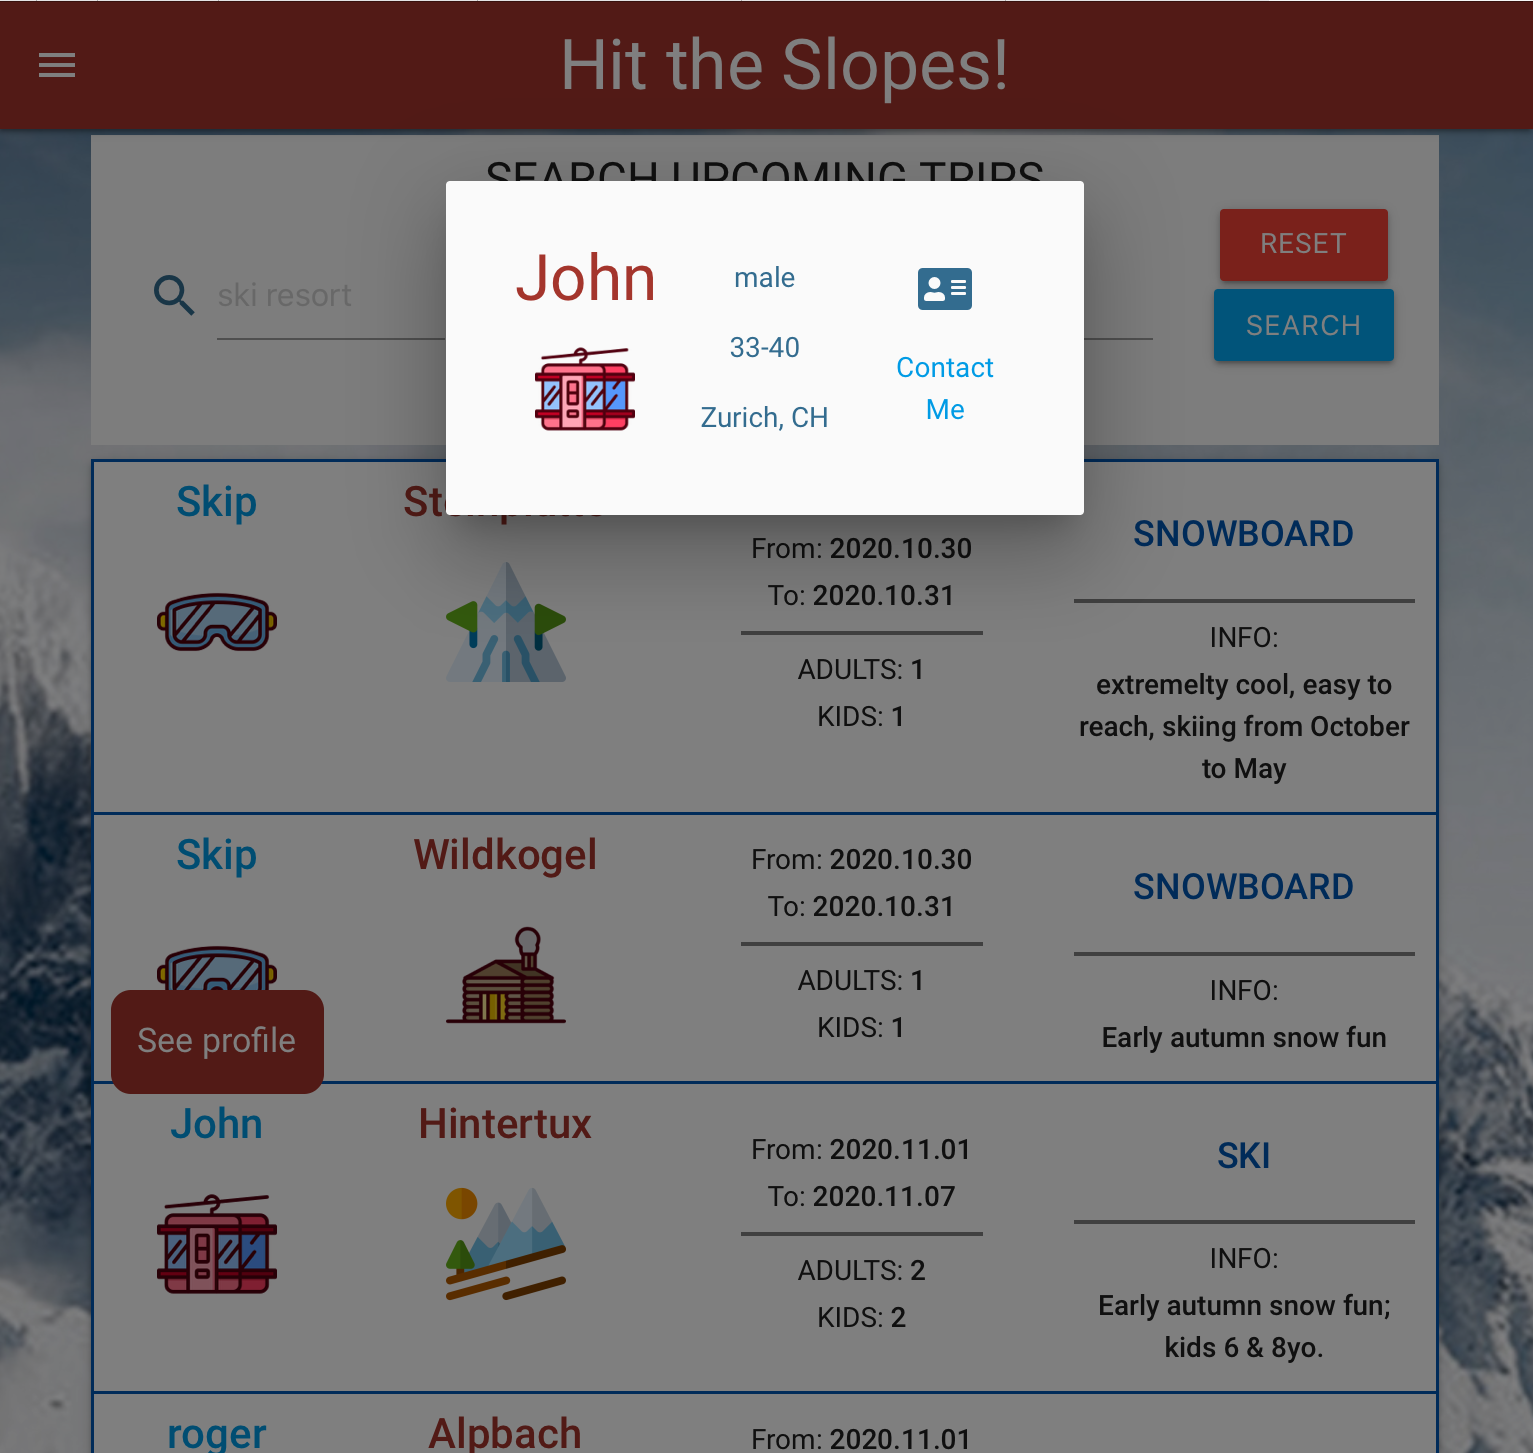 Hit the Slopes!
SEARCH UPCOMING TRIPS
ski resort
RESET
SEARCH
John
male
33-40
Zurich, CH
Contact
Me
Skip
From: 2020.10.30
To: 2020.10.31
ADULTS: 1
KIDS: 1
SNOWBOARD
INFO:
extremelty cool, easy to
reach, skiing from October
to May
Skip
Wildkogel
From: 2020.10.30
To: 2020.10.31
ADULTS: 1
KIDS: 1
SNOWBOARD
INFO:
Early autumn snow fun
See profile
John
Hintertux
From: 2020.11.01
To: 2020.11.07
ADULTS: 2
KIDS: 2
SKI
INFO:
Early autumn snow fun;
kids 6 & 8yo.
roger
Alpbach
From: 2020.11.01